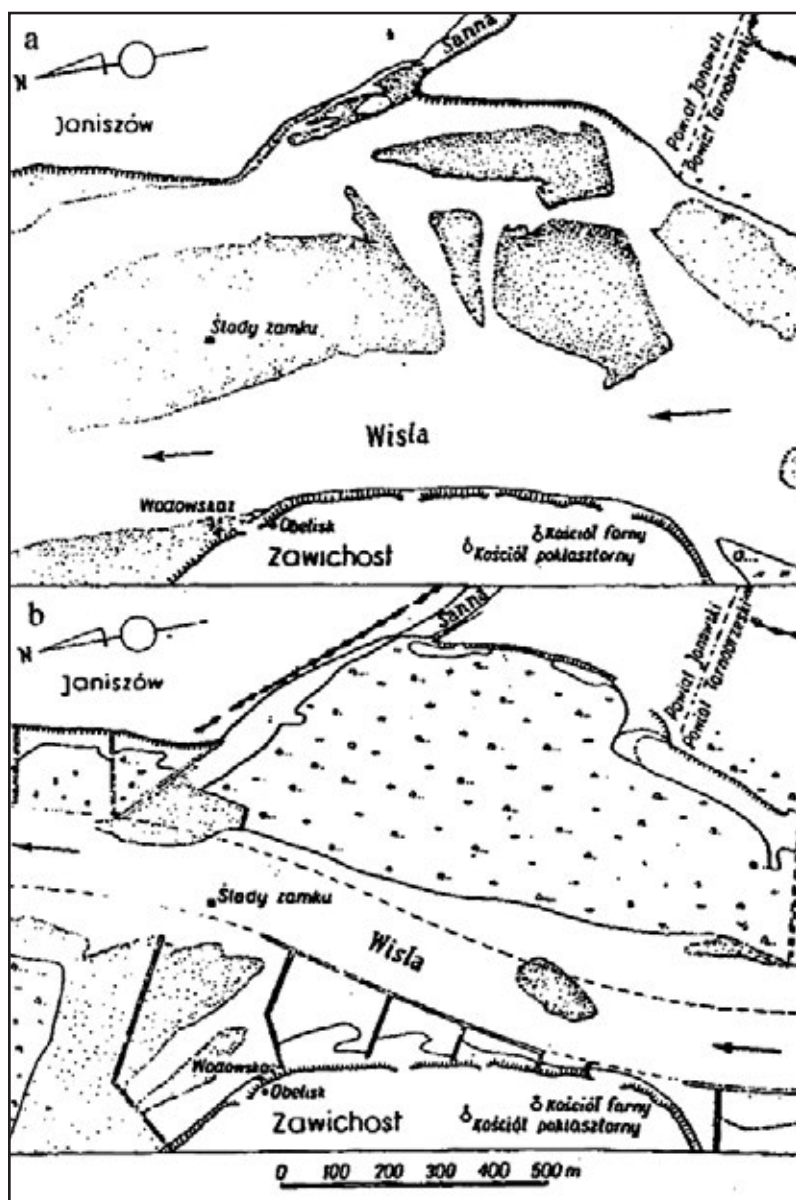 a
Sanna
N
Janiszów
Powiat Janowski
Powiat Tarnobrzeski
Ślady zamku
Wisła
Wodowskaz
Obelisk
Kościół farny
Zawichost
Kościół poklasztorny
b
Sanna
N
Janiszów
Powiat Janowski
Powiat Tarnobrzeski
Ślady zamku
Wisła
Wodowskaz
Obelisk
Kościół farny
Zawichost
Kościół poklasztorny
0 100 200 300 400 500 m